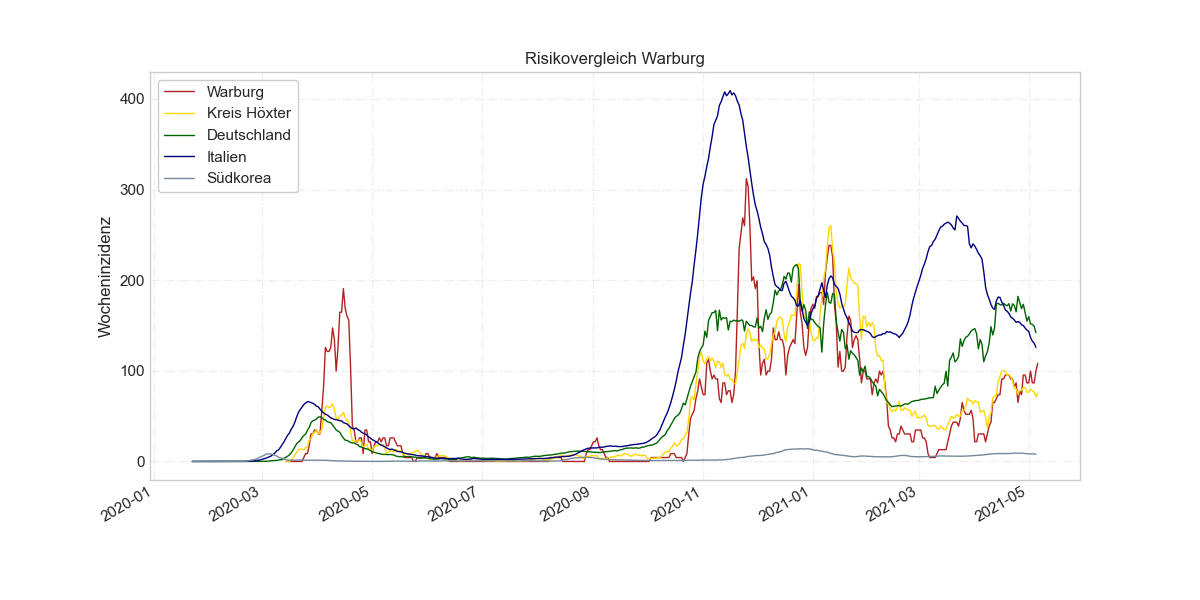 Risikovergleich Warburg
Warburg
Kreis Höxter
Deutschland
Italien
Südkorea
Wocheninzidenz
400
300
200
100
0
2020-01
2020-03
2020-05
2020-07
2020-09
2020-11
2021-01
2021-03
2021-05